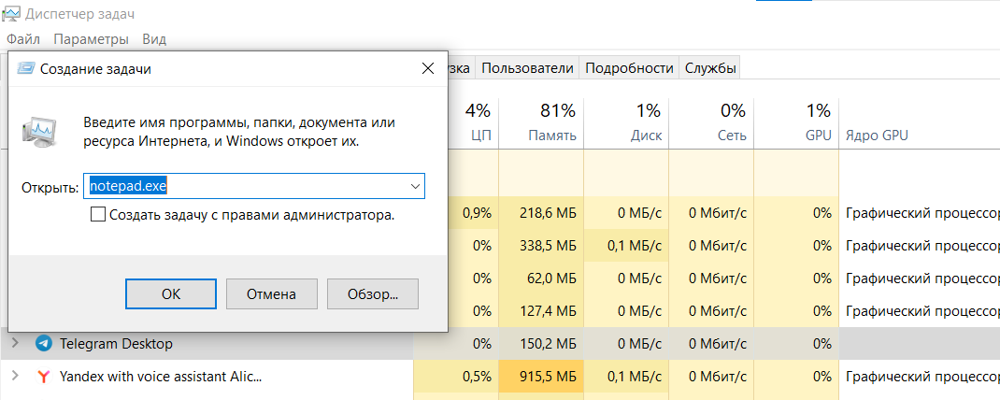 Диспетчер задач
Файл Параметры Вид
Создание задачи
Пользователи Подробности Службы
Введите имя программы, папки, документа или
ресурса Интернета, и Windows откроет их.
Открыть: notepad.exe
Создать задачу с правами администратора.
OK Отмена Обзор...
4% 81% 1% 0% 1%
ЦП Память Диск Сеть GPU Ядро GPU
0,9% 218,6 МБ 0 МБ/с 0 Мбит/с 0% Графический процессор
0% 338,5 МБ 0,1 МБ/с 0 Мбит/с 0% Графический процессор
0% 62,0 МБ 0 МБ/с 0 Мбит/с 0% Графический процессор
0% 127,4 МБ 0 МБ/с 0 Мбит/с 0% Графический процессор
Telegram Desktop 0% 150,2 МБ 0 МБ/с 0 Мбит/с 0%
Yandex with voice assistant Alic... 0,5% 915,5 МБ 0,1 МБ/с 0 Мбит/с 0% Графический процессор